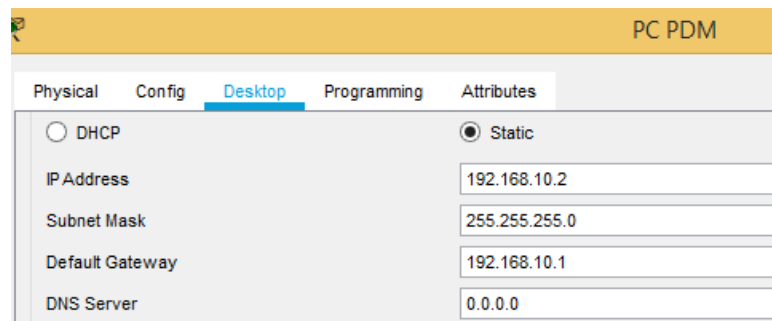 PC PDM
Physical Config Desktop Programming Attributes
DHCP Static
IP Address 192.168.10.2
Subnet Mask 255.255.255.0
Default Gateway 192.168.10.1
DNS Server 0.0.0.0